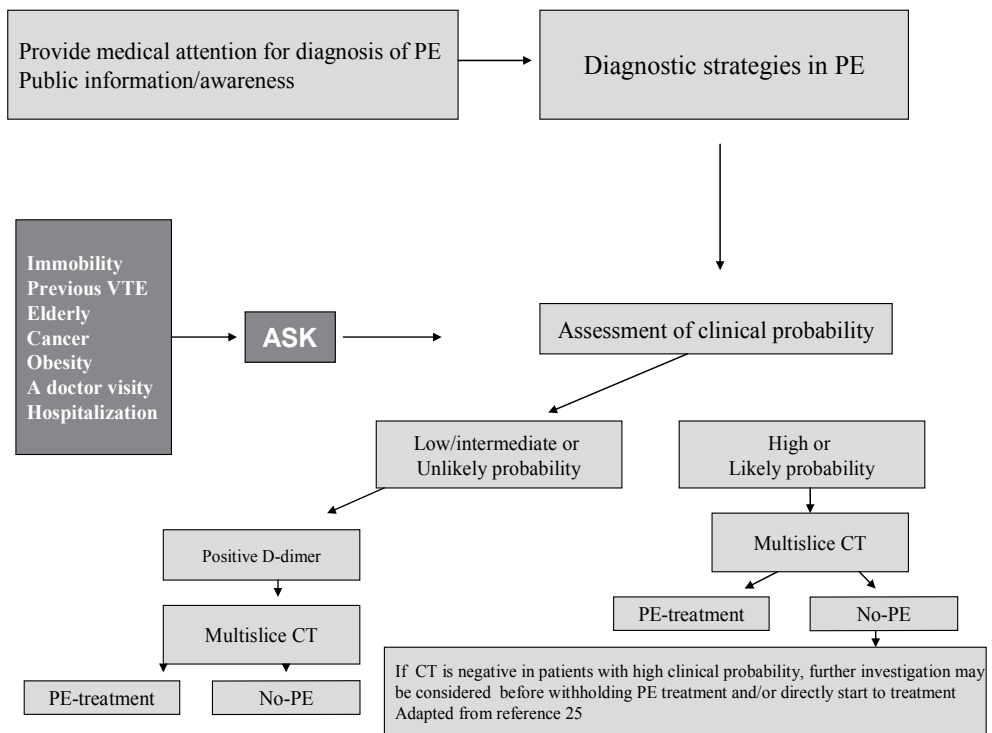 Provide medical attention for diagnosis of PE
Public information/awareness
Diagnostic strategies in PE
Immobility
Previous VTE
Elderly
Cancer
Obesity
A doctor visity
Hospitalization
ASK
Assessment of clinical probability
Low/intermediate or
Unlikely probability
High or
Likely probability
Positive D-dimer
Multislice CT
Multislice CT
PE-treatment
No-PE
PE-treatment
No-PE
If CT is negative in patients with high clinical probability, further investigation may
be considered before withholding PE treatment and/or directly start to treatment
Adapted from reference 25